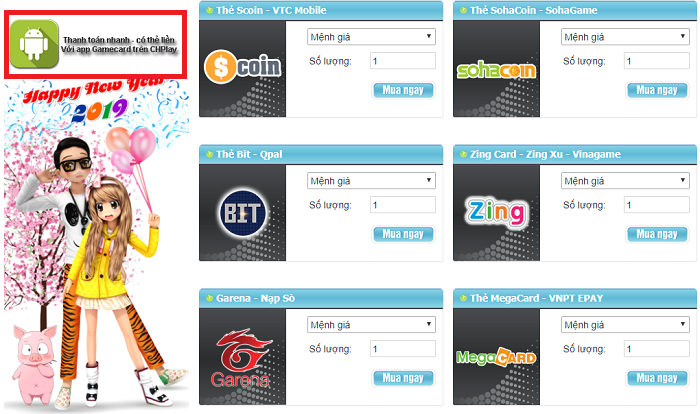 Thanh toán nhanh - có thẻ liền
Với app Gamecard trên CHPlay
Happy New Year
2019
Thẻ Scoin - VTC Mobile
Scoin
Mệnh giá
Số lượng:
1
Mua ngay
Thẻ SohaCoin - SohaGame
sohacoin
Mệnh giá
Số lượng:
1
Mua ngay
Thẻ Bit - Qpal
BIT
Mệnh giá
Số lượng:
1
Mua ngay
Zing Card - Zing Xu - Vinagame
Zing
Mệnh giá
Số lượng:
1
Mua ngay
Garena - Nạp Sò
Garena
Mệnh giá
Số lượng:
1
Mua ngay
Thẻ MegaCard - VNPT EPAY
MegaCARD
Mệnh giá
Số lượng:
1
Mua ngay